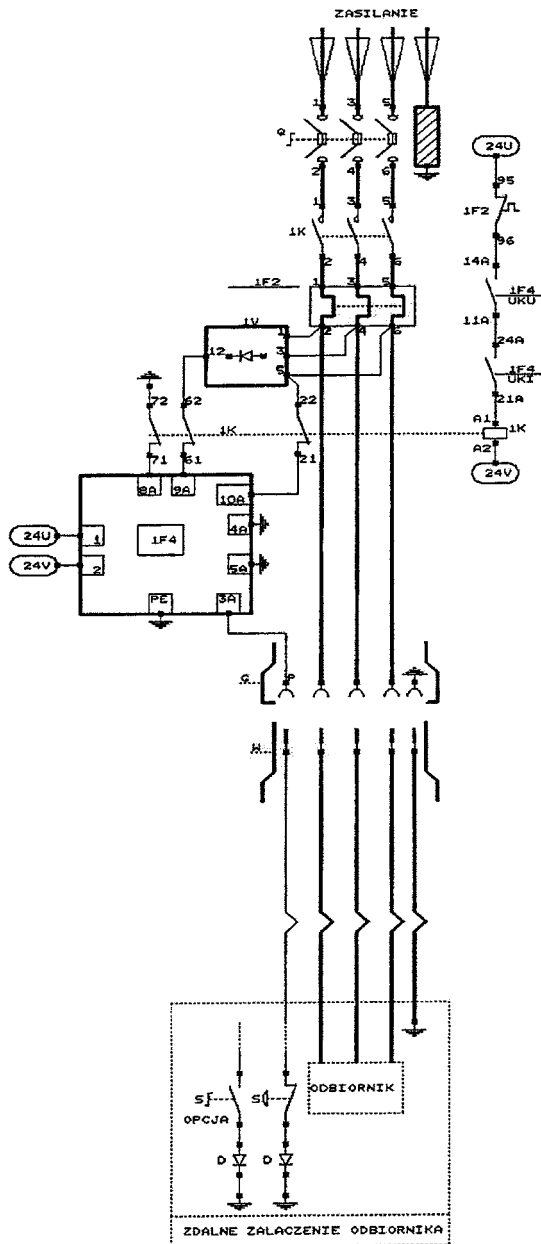 ZASILANIE
1 3 5
Q
2 4 6
24U
95
1F2
96
1 3 5
1K
2 4 6
14A
1F4
UKU
11A
24A
1F4
UKI
21A
A1
1K
A2
24V
1F2
1 3 5
2 4 6
1V
12
1
3
5
72 62 22
1K
71 61 21
8A 9A 10A
4A
24U 1
1F4
24V 2
5A
PE 3A
G P
W
ODBIORNIK
S S
OPCJA
D D
ZDALNE ZALACZENIE ODBIORNIKA